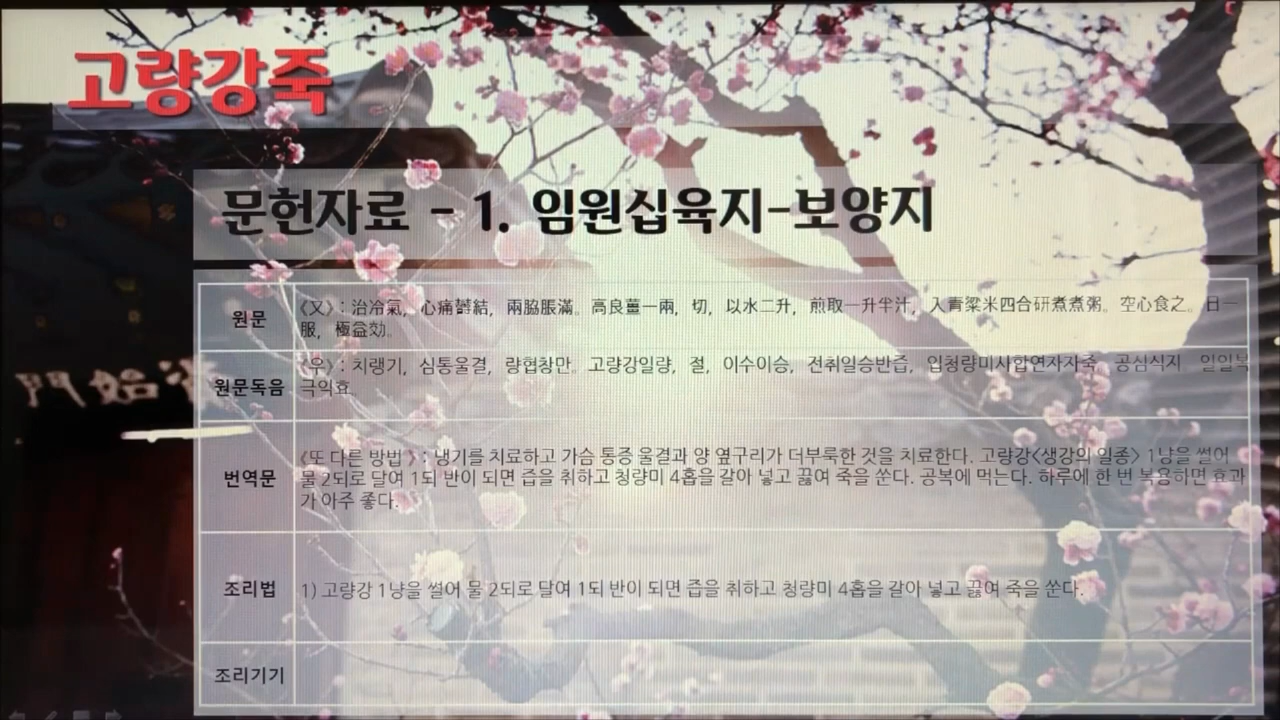 고량강죽
문헌자료 - 1. 임원십육지-보양지
원문
《又》: 治冷氣, 心痛鬱結, 兩脇脹滿。高良薑一兩, 切, 以水二升, 煎取一升半汁, 入靑粱米四合硏煮煮粥。空心食之。日一
服, 極益効.
원문독음
《우》: 치랭기, 심통울결, 량협창만. 고량강일량, 절, 이수이승, 전취일승반즙, 입청량미사합연자자죽. 공심식지 일일복
극익효.
번역문
《또 다른 방법 》: 냉기를 치료하고 가슴 통증 울결과 양 옆구리가 더부룩한 것을 치료한다. 고량강<생강의 일종> 1냥을 썰어
물 2되로 달여 1되 반이 되면 즙을 취하고 청량미 4홉을 갈아 넣고 끓여 죽을 쑨다. 공복에 먹는다. 하루에 한 번 복용하면 효과
가 아주 좋다.
조리법
1) 고량강 1냥을 썰어 물 2되로 달여 1되 반이 되면 즙을 취하고 청량미 4홉을 갈아 넣고 끓여 죽을 쑨다.
조리기기
門始